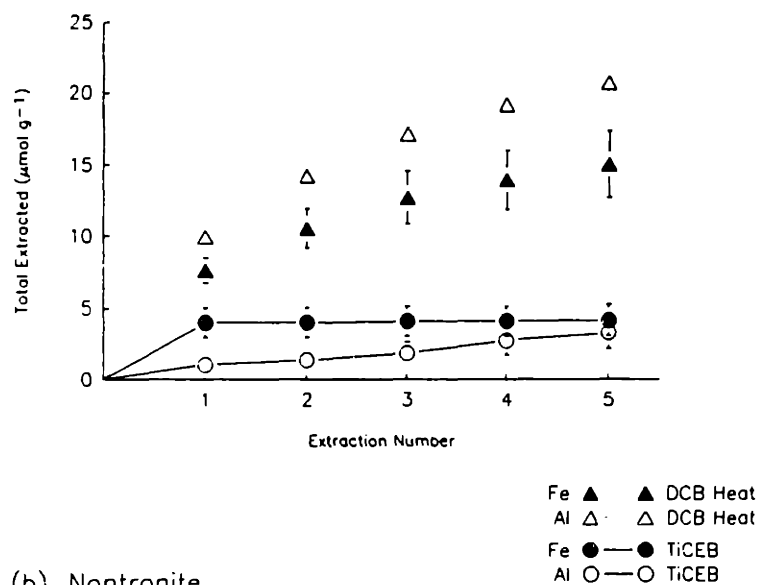 25
20
15
10
5
0
Total Extracted (μmol g⁻¹)
1 2 3 4 5
Extraction Number
Fe ▲ ▲ DCB Heat
Al △ △ DCB Heat
Fe ●—● TiCEB
Al ○—○ TiCEB
(b) Nontronite